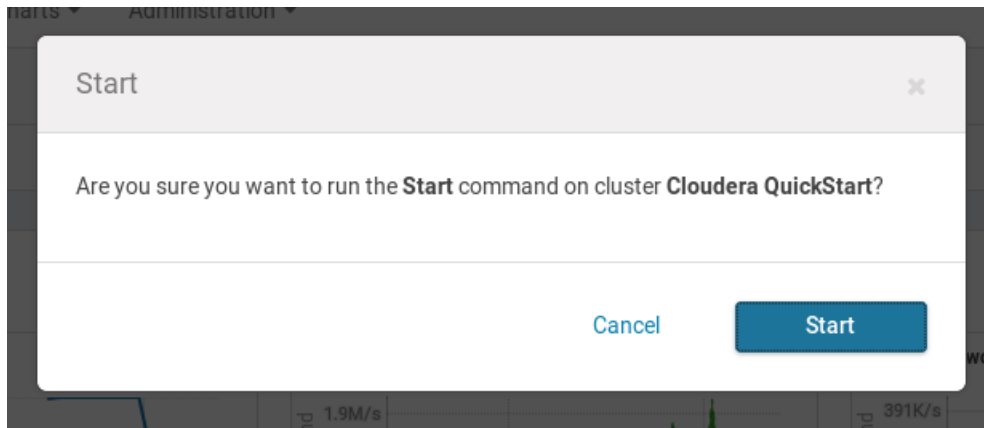 Administration
Start
Are you sure you want to run the Start command on cluster Cloudera QuickStart?
Cancel
Start
1.9M/s
391K/s